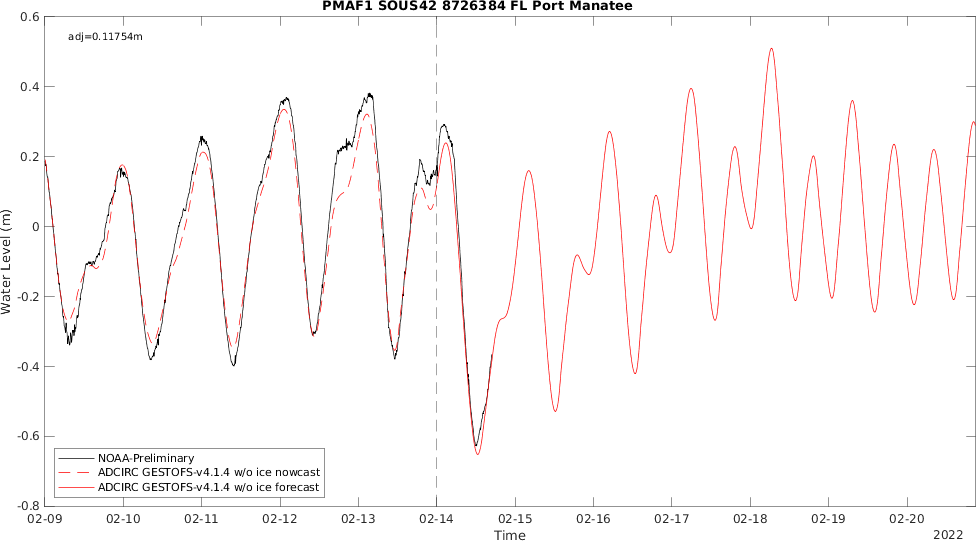 PMAF1 SOUS42 8726384 FL Port Manatee
adj=0.11754m
0.6
0.4
0.2
0
-0.2
-0.4
-0.6
-0.8
Water Level (m)
NOAA-Preliminary
ADCIRC GESTOFS-v4.1.4 w/o ice nowcast
ADCIRC GESTOFS-v4.1.4 w/o ice forecast
02-09 02-10 02-11 02-12 02-13 02-14 02-15 02-16 02-17 02-18 02-19 02-20
Time
2022